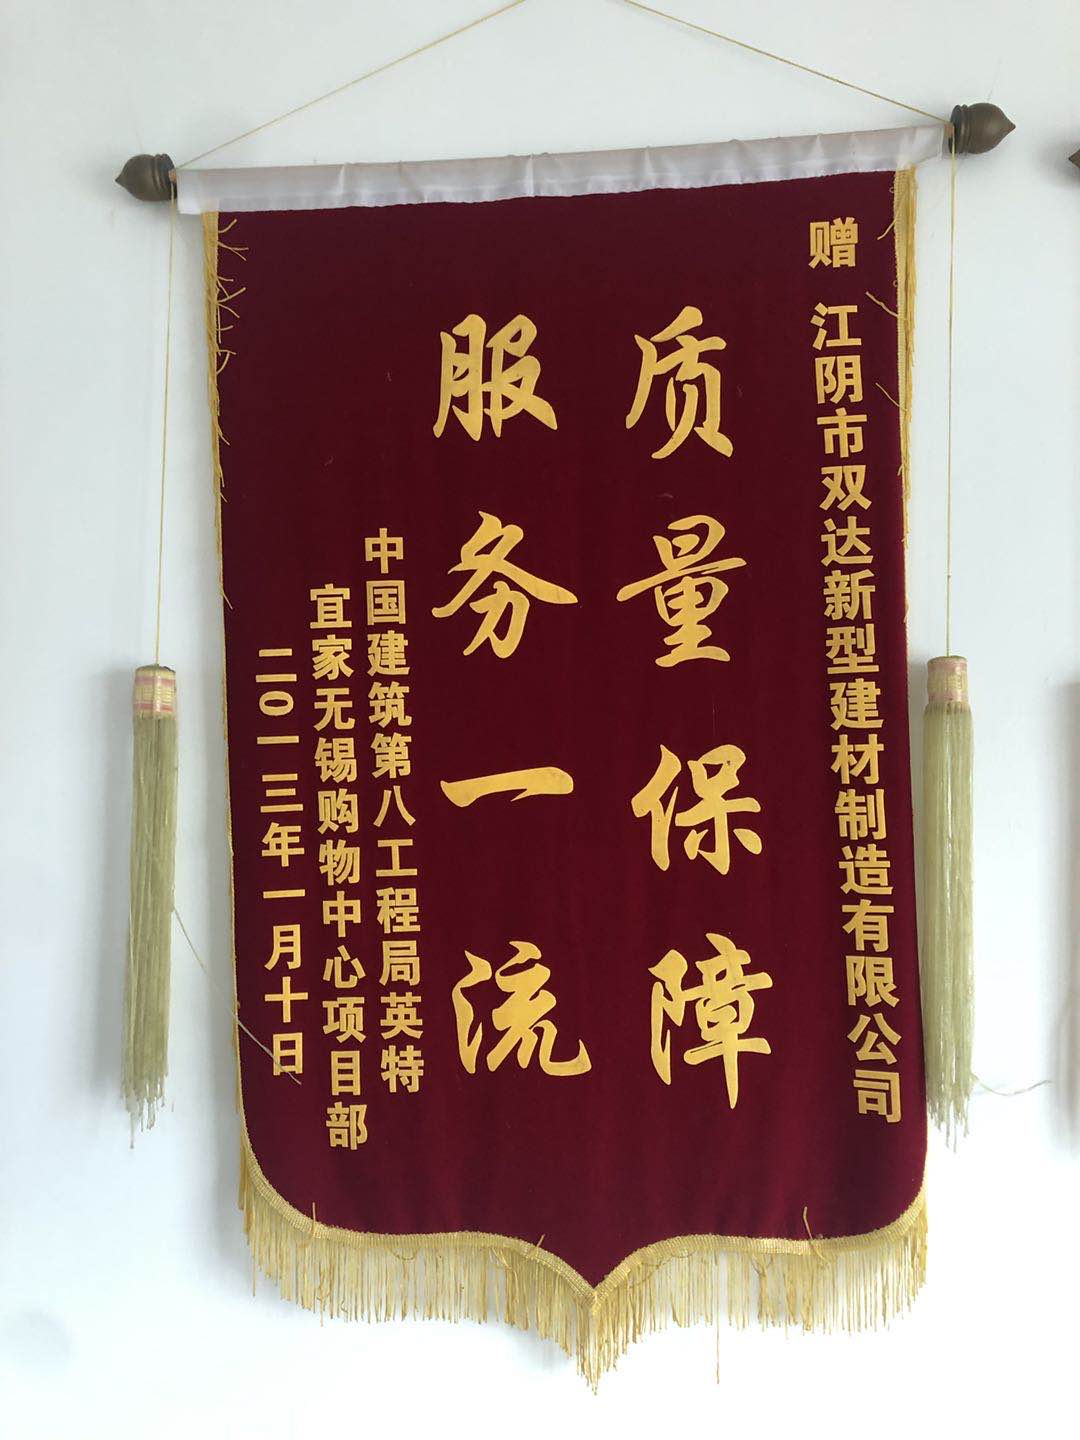 赠 江阴市双达新型建材制造有限公司
质量保障
服务一流
中国建筑第八工程局英特
宜家无锡购物中心项目部
二〇一三年一月十日